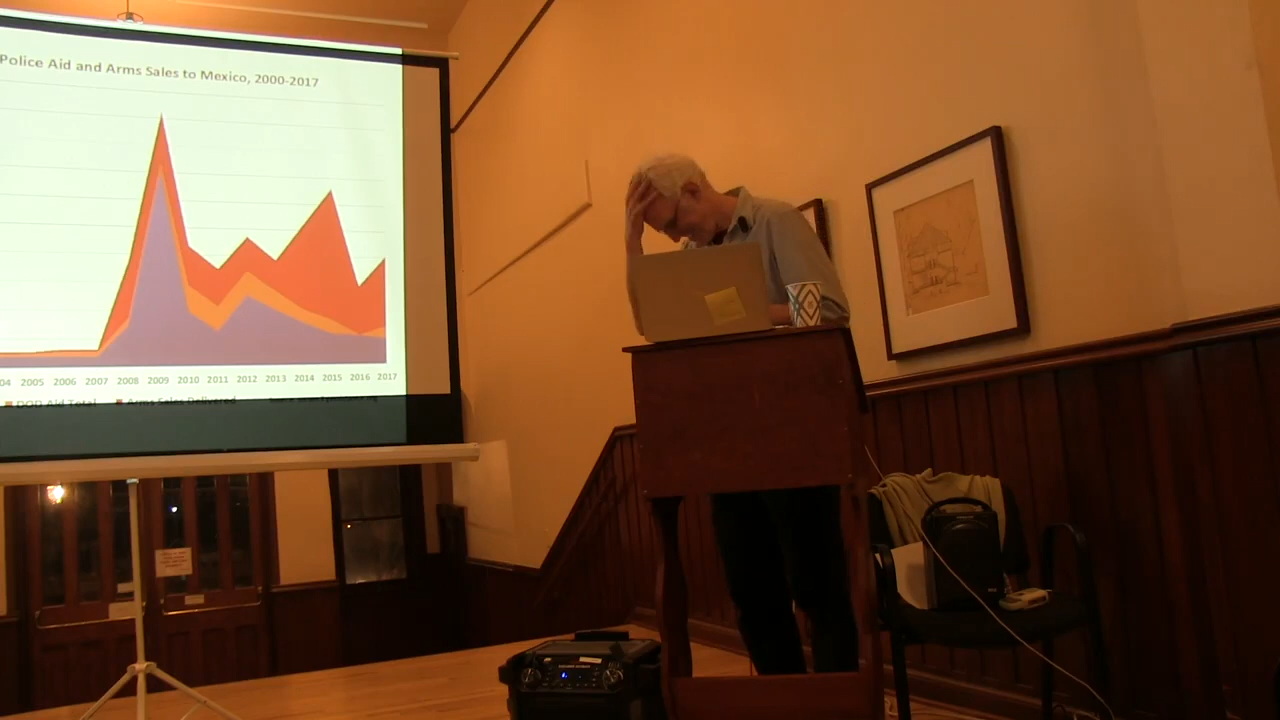 Police Aid and Arms Sales to Mexico, 2000-2017
04 2005 2006 2007 2008 2009 2010 2011 2012 2013 2014 2015 2016 2017
DOD Aid Total Arms Sales Delivered